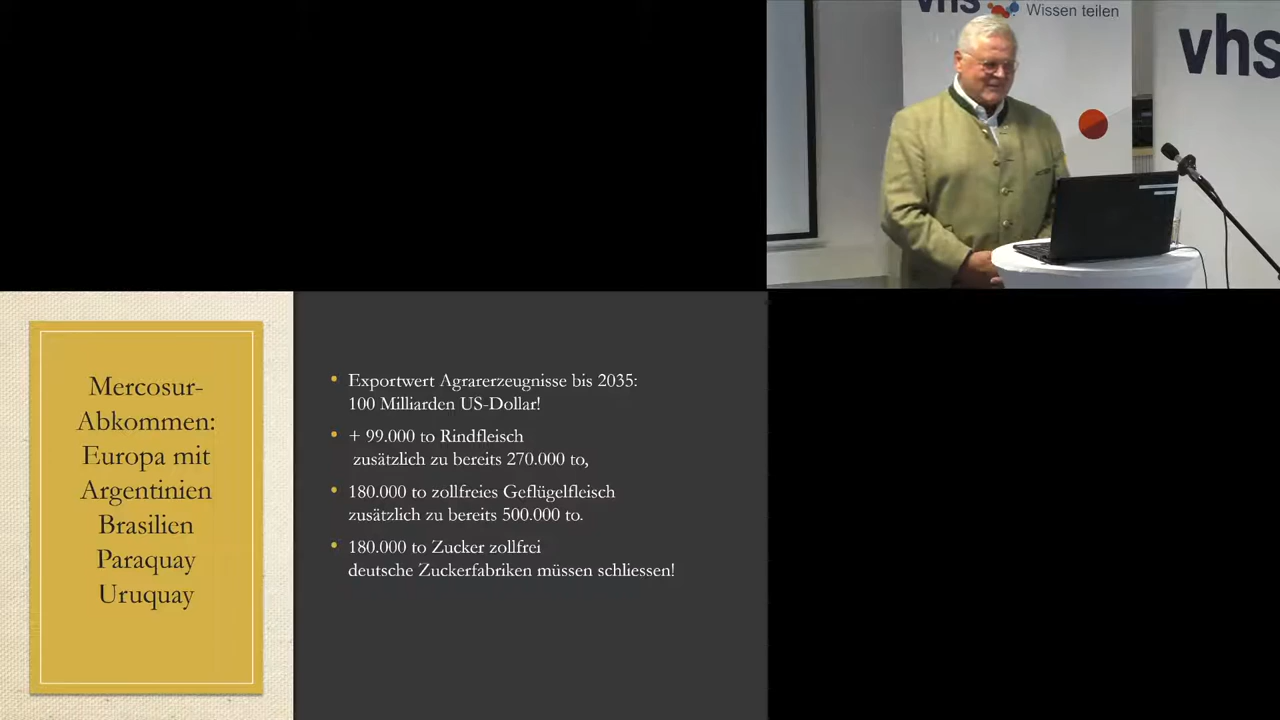 vhs
Wissen teilen
vhs
Mercosur-
Abkommen:
Europa mit
Argentinien
Brasilien
Paraquay
Uruquay
• Exportwert Agrarerzeugnisse bis 2035:
100 Milliarden US-Dollar!
• + 99.000 to Rindfleisch
zusätzlich zu bereits 270.000 to,
• 180.000 to zollfreies Geflügelfleisch
zusätzlich zu bereits 500.000 to.
• 180.000 to Zucker zollfrei
deutsche Zuckerfabriken müssen schliessen!